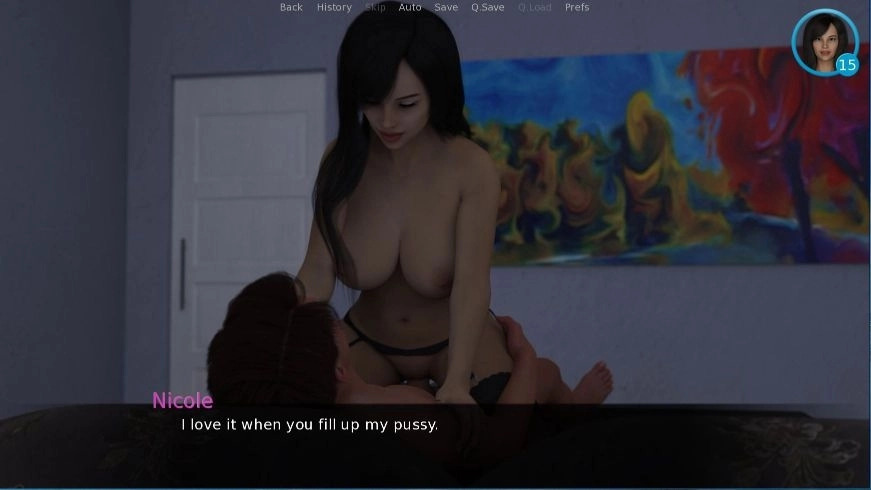 Back History Skip Auto Save Q.Save Q.Load Prefs
15
Nicole
I love it when you fill up my pussy.